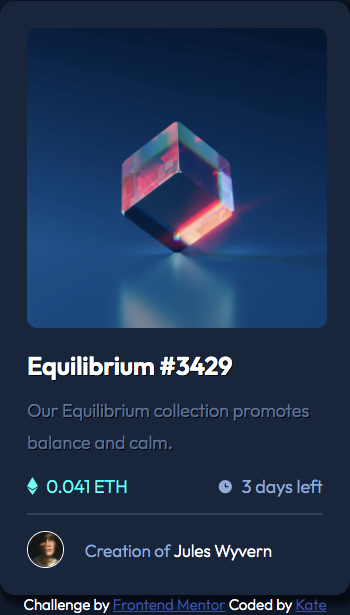 Equilibrium #3429
Our Equilibrium collection promotes
balance and calm.
0.041 ETH
3 days left
Creation of Jules Wyvern
Challenge by Frontend Mentor Coded by Kate